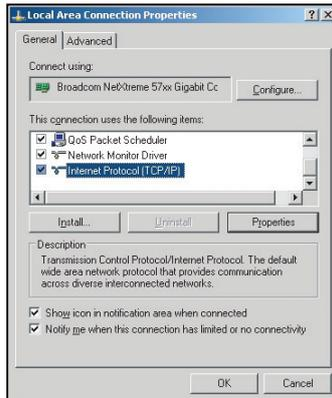 Local Area Connection Properties
General
Advanced
Connect using:
Broadcom NetXtreme 57xx Gigabit Cc
Configure...
This connection uses the following items:
QoS Packet Scheduler
Network Monitor Driver
Internet Protocol (TCP/IP)
Install...
Uninstall
Properties
Description
Transmission Control Protocol/Internet Protocol. The default
wide area network protocol that provides communication
across diverse interconnected networks.
Show icon in notification area when connected
Notify me when this connection has limited or no connectivity
OK
Cancel